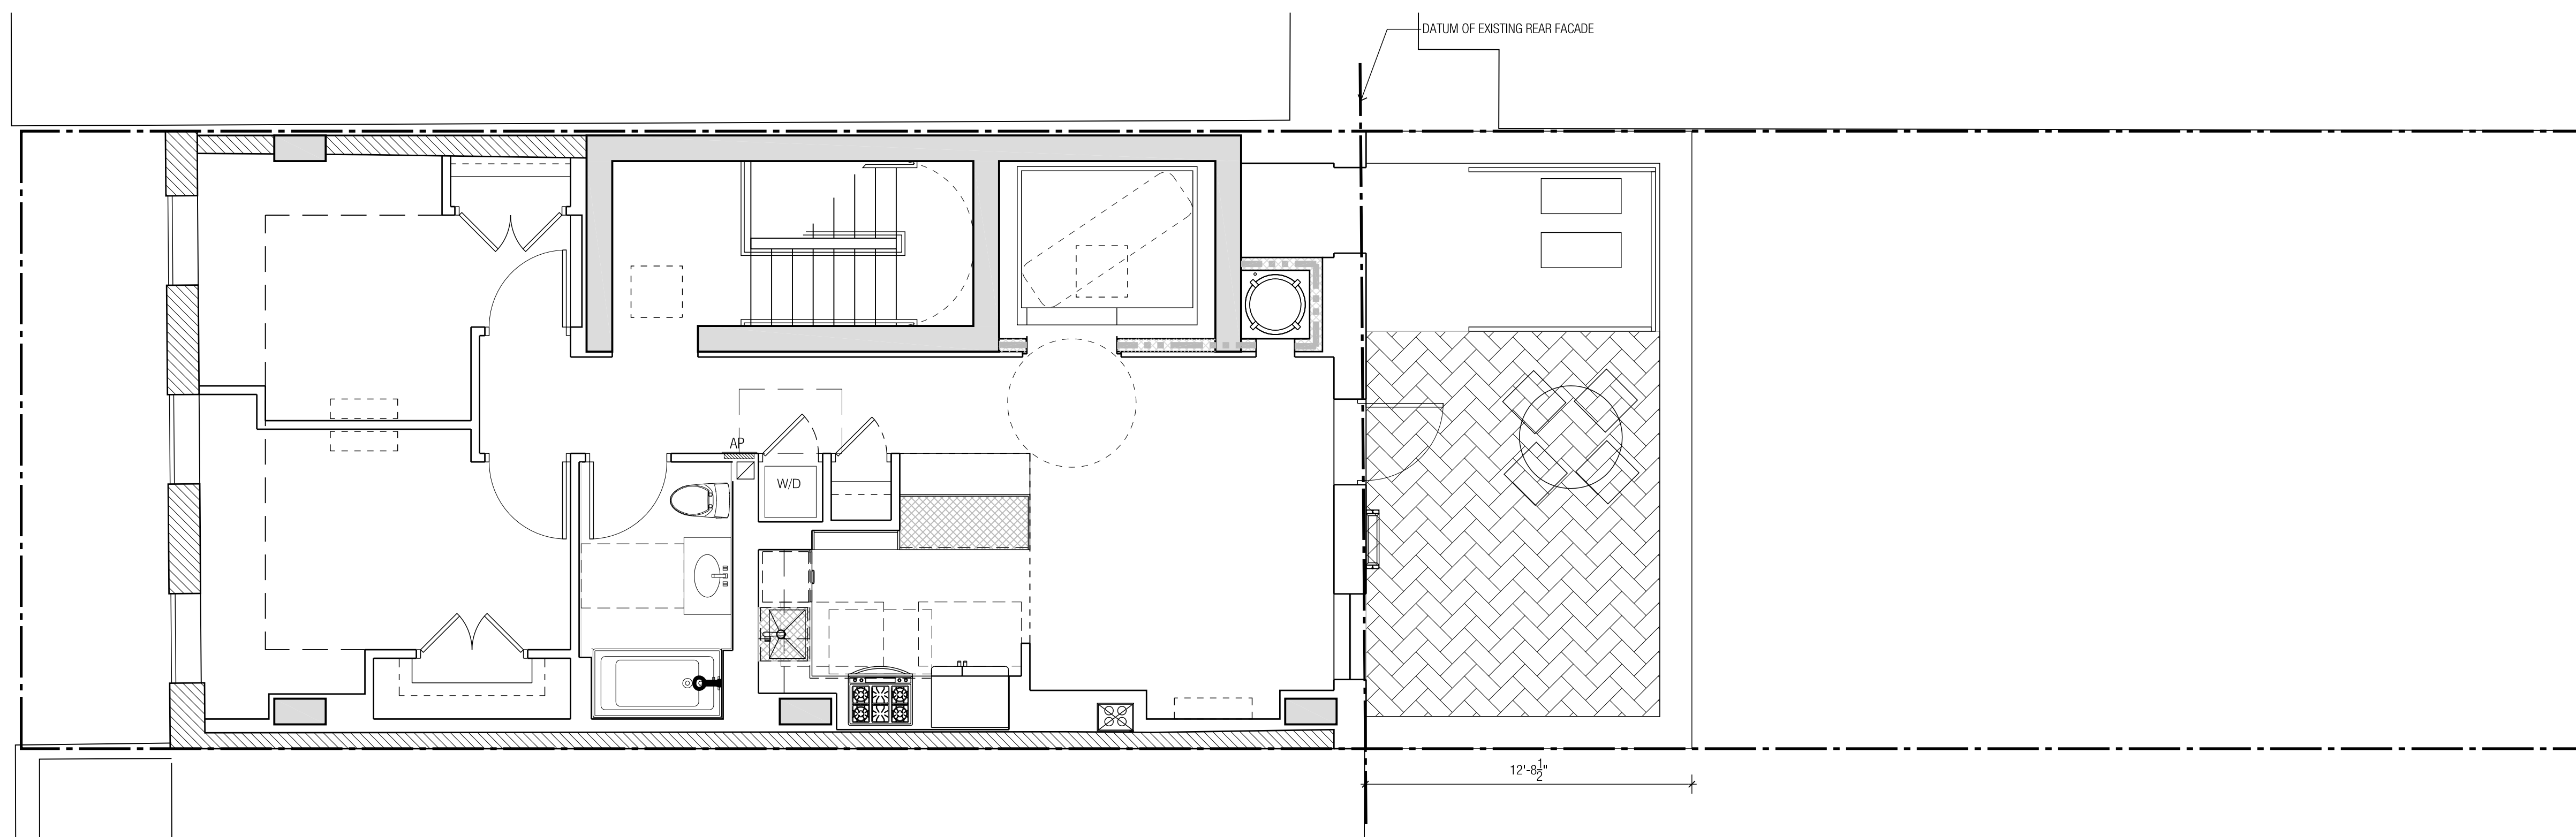 DATUM OF EXISTING REAR FACADE
AP
W/D
12'-8½"